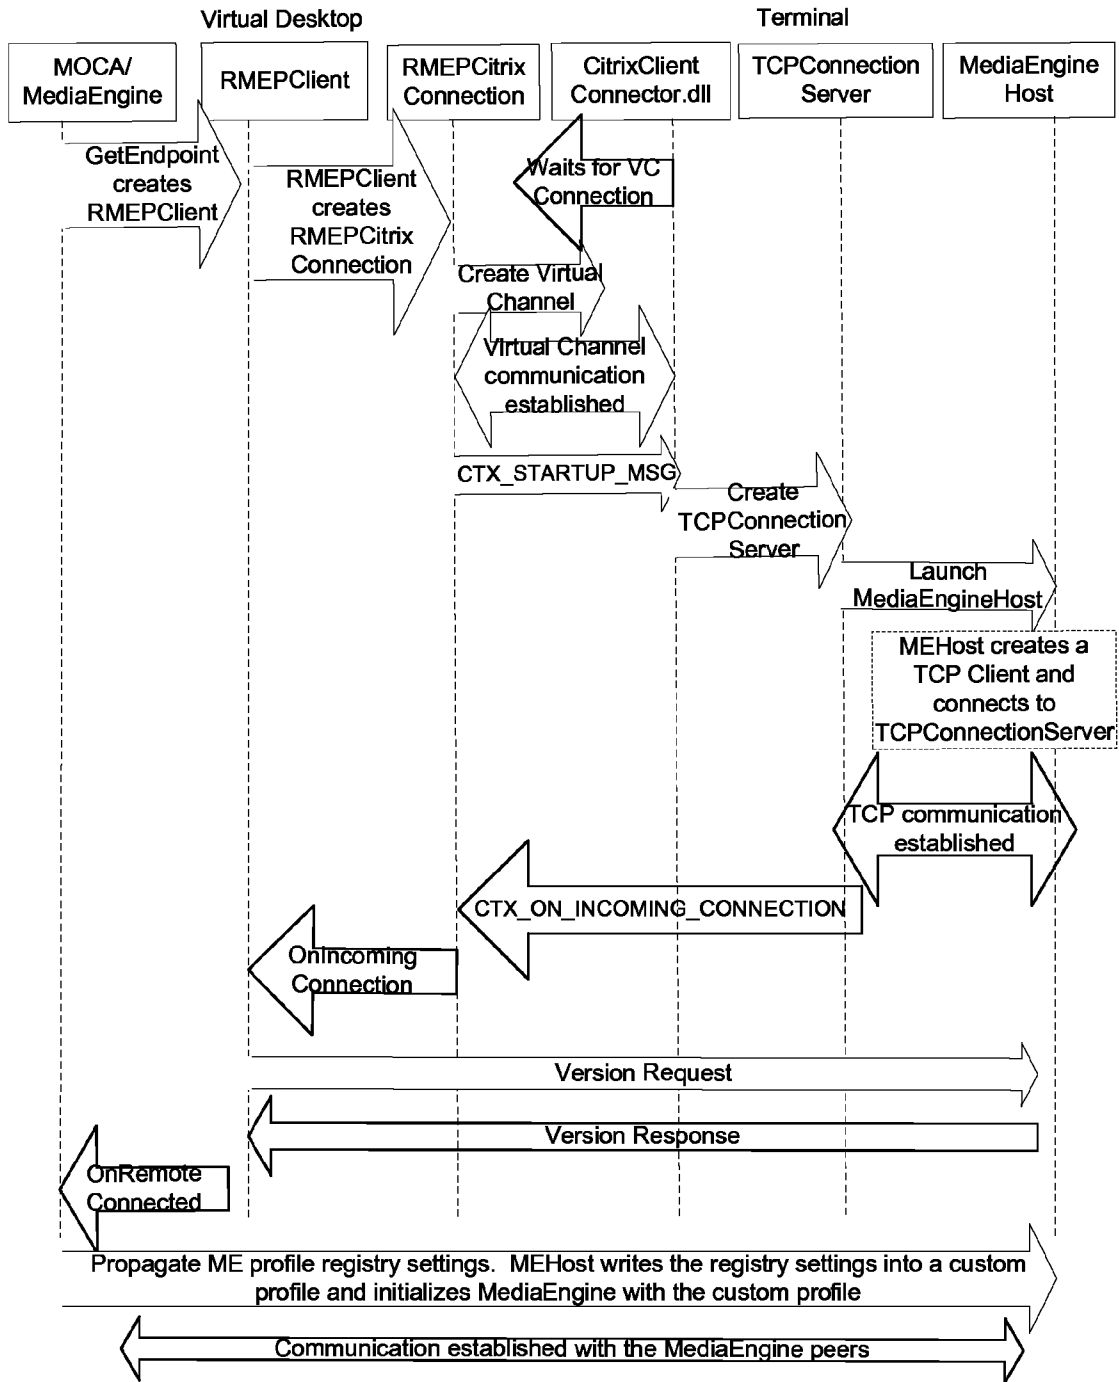 Virtual Desktop
Terminal
MOCA/
MediaEngine
RMEPClient
RMEPCitrix
Connection
CitrixClient
Connector.dll
TCPConnection
Server
MediaEngine
Host
GetEndpoint
creates
RMEPClient
RMEPClient
creates
RMEPCitrix
Connection
Waits for VC
Connection
Create Virtual
Channel
Virtual Channel
communication
established
CTX_STARTUP_MSG
Create
TCPConnection
Server
Launch
MediaEngineHost
MEHost creates a
TCP Client and
connects to
TCPConnectionServer
TCP communication
established
CTX_ON_INCOMING_CONNECTION
OnIncoming
Connection
Version Request
Version Response
OnRemote
Connected
Propagate ME profile registry settings. MEHost writes the registry settings into a custom
profile and initializes MediaEngine with the custom profile
Communication established with the MediaEngine peers